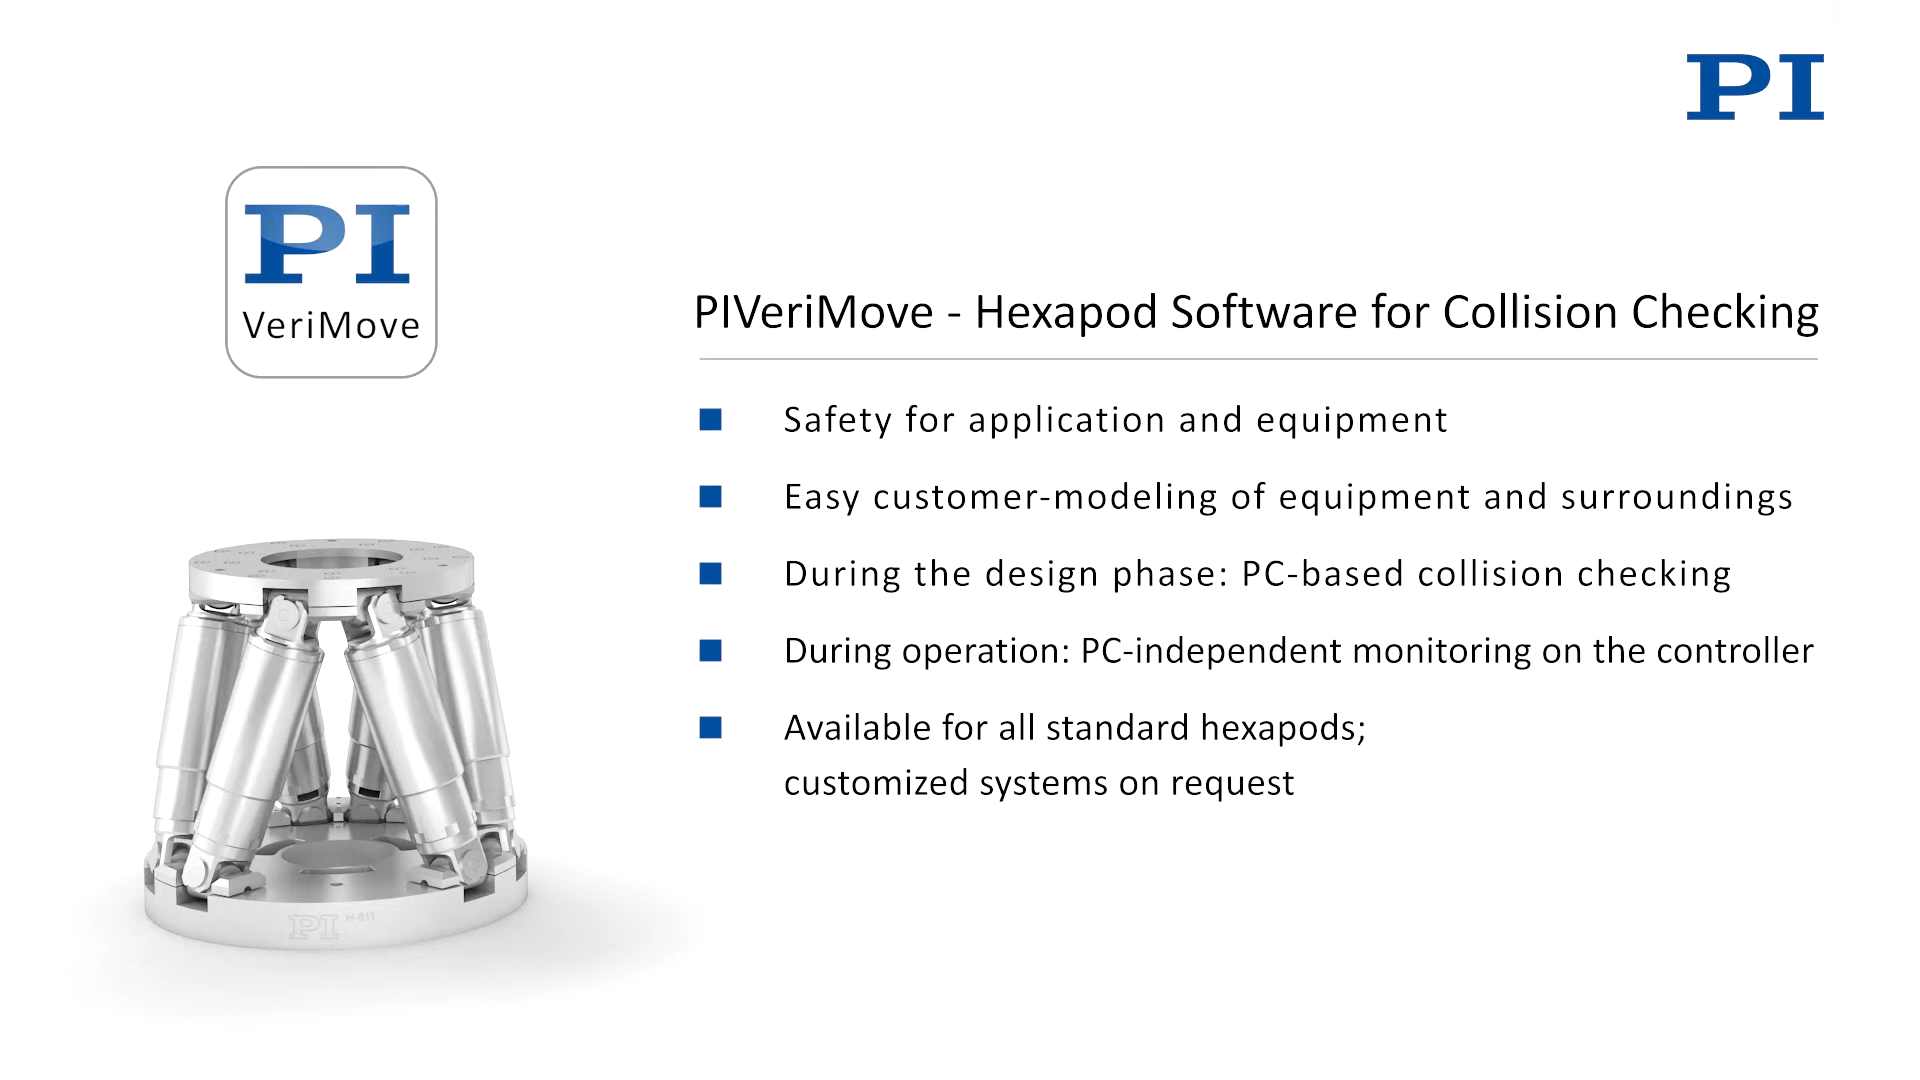 PI
PI
VeriMove
PIVeriMove - Hexapod Software for Collision Checking
Safety for application and equipment
Easy customer-modeling of equipment and surroundings
During the design phase: PC-based collision checking
During operation: PC-independent monitoring on the controller
Available for all standard hexapods;
customized systems on request
PI H-811